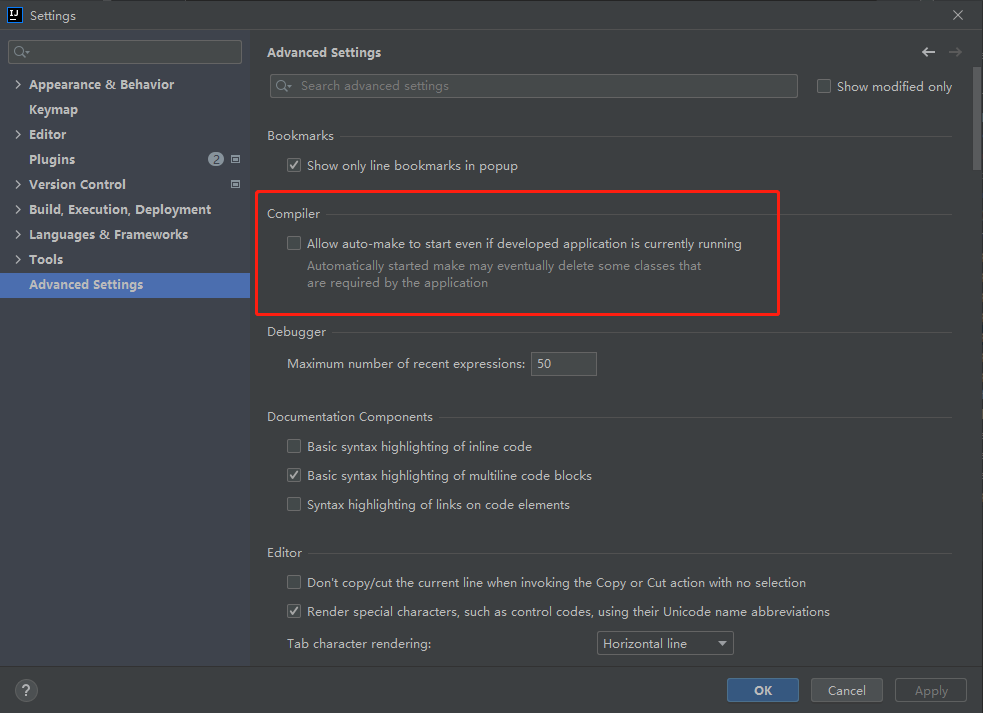 IJ
Settings
Advanced Settings
Search advanced settings
Show modified only
Appearance & Behavior
Keymap
Editor
Plugins 2
Version Control
Build, Execution, Deployment
Languages & Frameworks
Tools
Advanced Settings
Bookmarks
Show only line bookmarks in popup
Compiler
Allow auto-make to start even if developed application is currently running
Automatically started make may eventually delete some classes that
are required by the application
Debugger
Maximum number of recent expressions: 50
Documentation Components
Basic syntax highlighting of inline code
Basic syntax highlighting of multiline code blocks
Syntax highlighting of links on code elements
Editor
Don't copy/cut the current line when invoking the Copy or Cut action with no selection
Render special characters, such as control codes, using their Unicode name abbreviations
Tab character rendering: Horizontal line
?
OK
Cancel
Apply